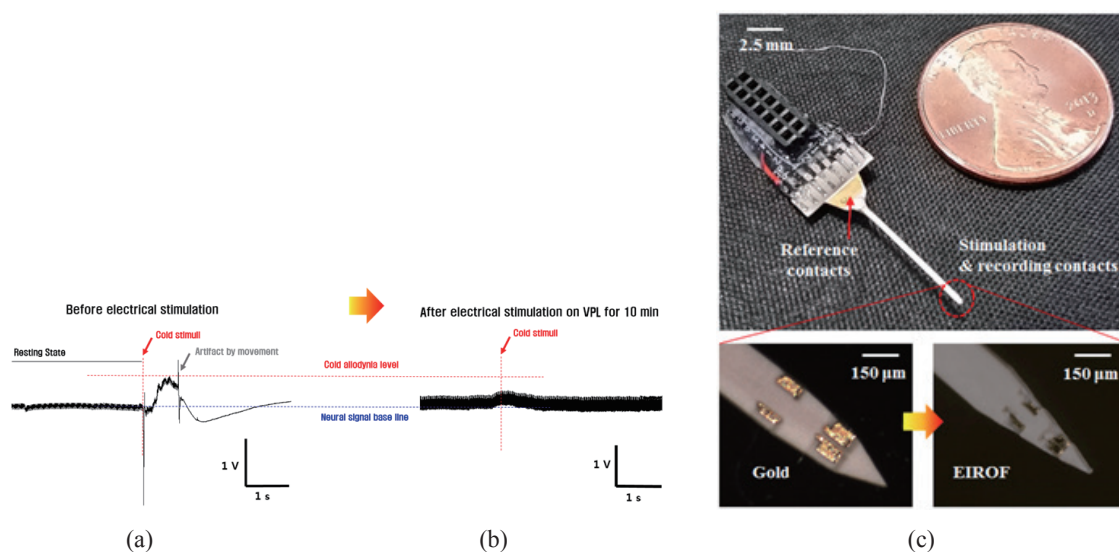 Before electrical stimulation
Cold stimuli
Resting State
Artifact by movement
Cold allodynia level
Neural signal base line
1 V
1 s
(a)
After electrical stimulation on VPL for 10 min
Cold stimuli
1 V
1 s
(b)
2.5 mm
LIBERTY
2013
D
Reference
contacts
Stimulation
& recording contacts
150 µm
Gold
150 µm
EIROF
(c)